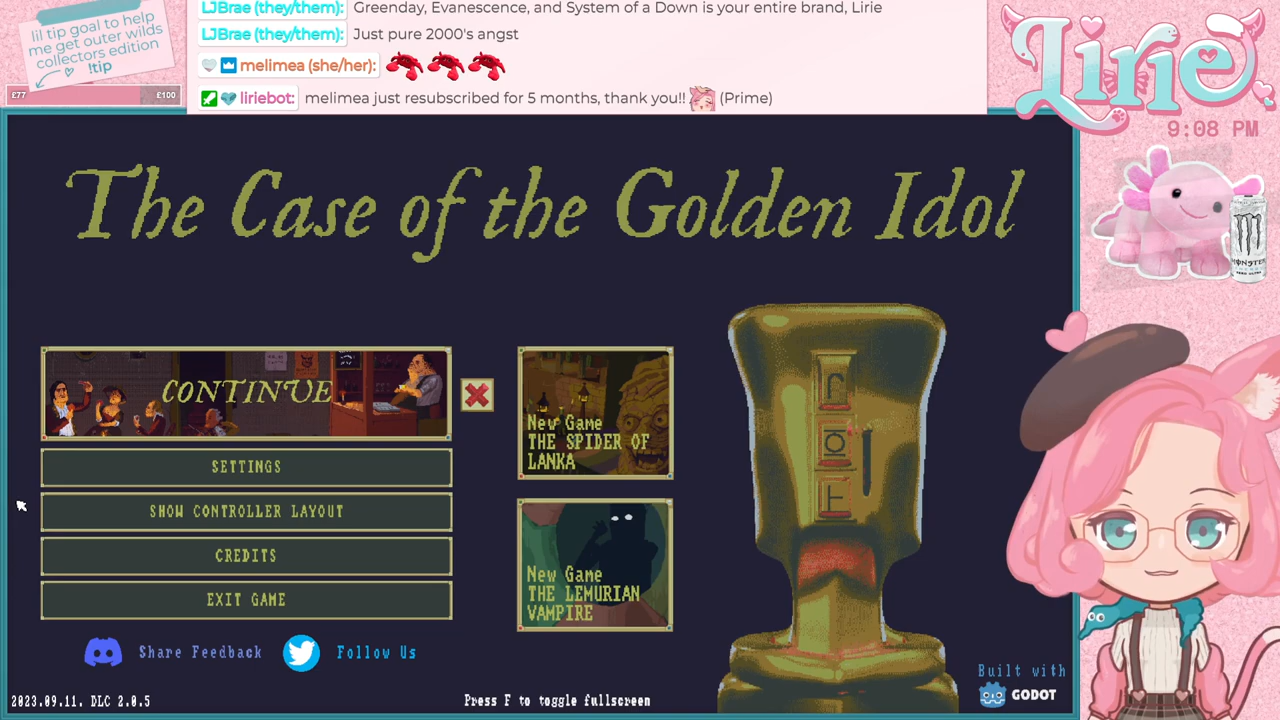 lil tip goal to help
me get outer wilds
collectors edition
!tip
£77
£100
LJBrae (they/them): Greenday, Evanescence, and System of a Down is your entire brand, Lirie
LJBrae (they/them): Just pure 2000's angst
melimea (she/her):
liriebot: melimea just resubscribed for 5 months, thank you!! (Prime)
Lirie
9:08 PM
MONSTER
The Case of the Golden Idol
CONTINUE
SETTINGS
SHOW CONTROLLER LAYOUT
CREDITS
EXIT GAME
New Game
THE SPIDER OF
LANKA
New Game
THE LEMURIAN
VAMPIRE
Share Feedback
Follow Us
Built with
GODOT
2023.09.11. DLC 2.0.5
Press F to toggle fullscreen